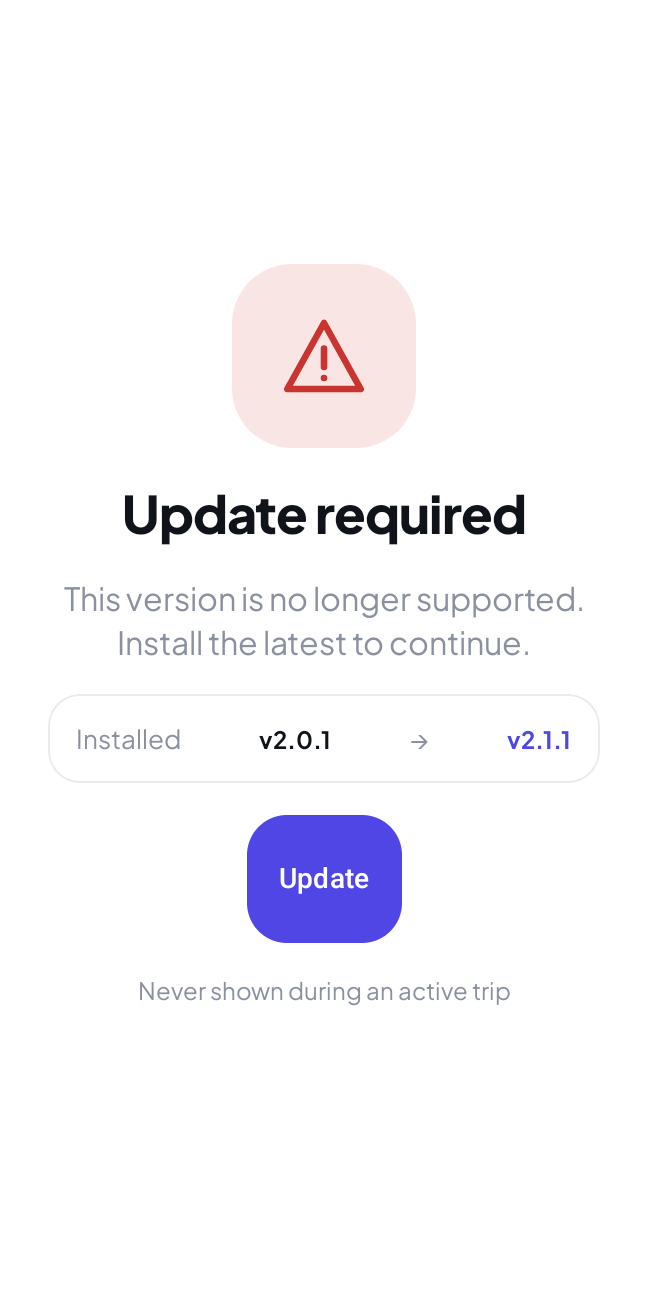 Update required
This version is no longer supported.
Install the latest to continue.
Installed v2.0.1 → v2.1.1
Update
Never shown during an active trip